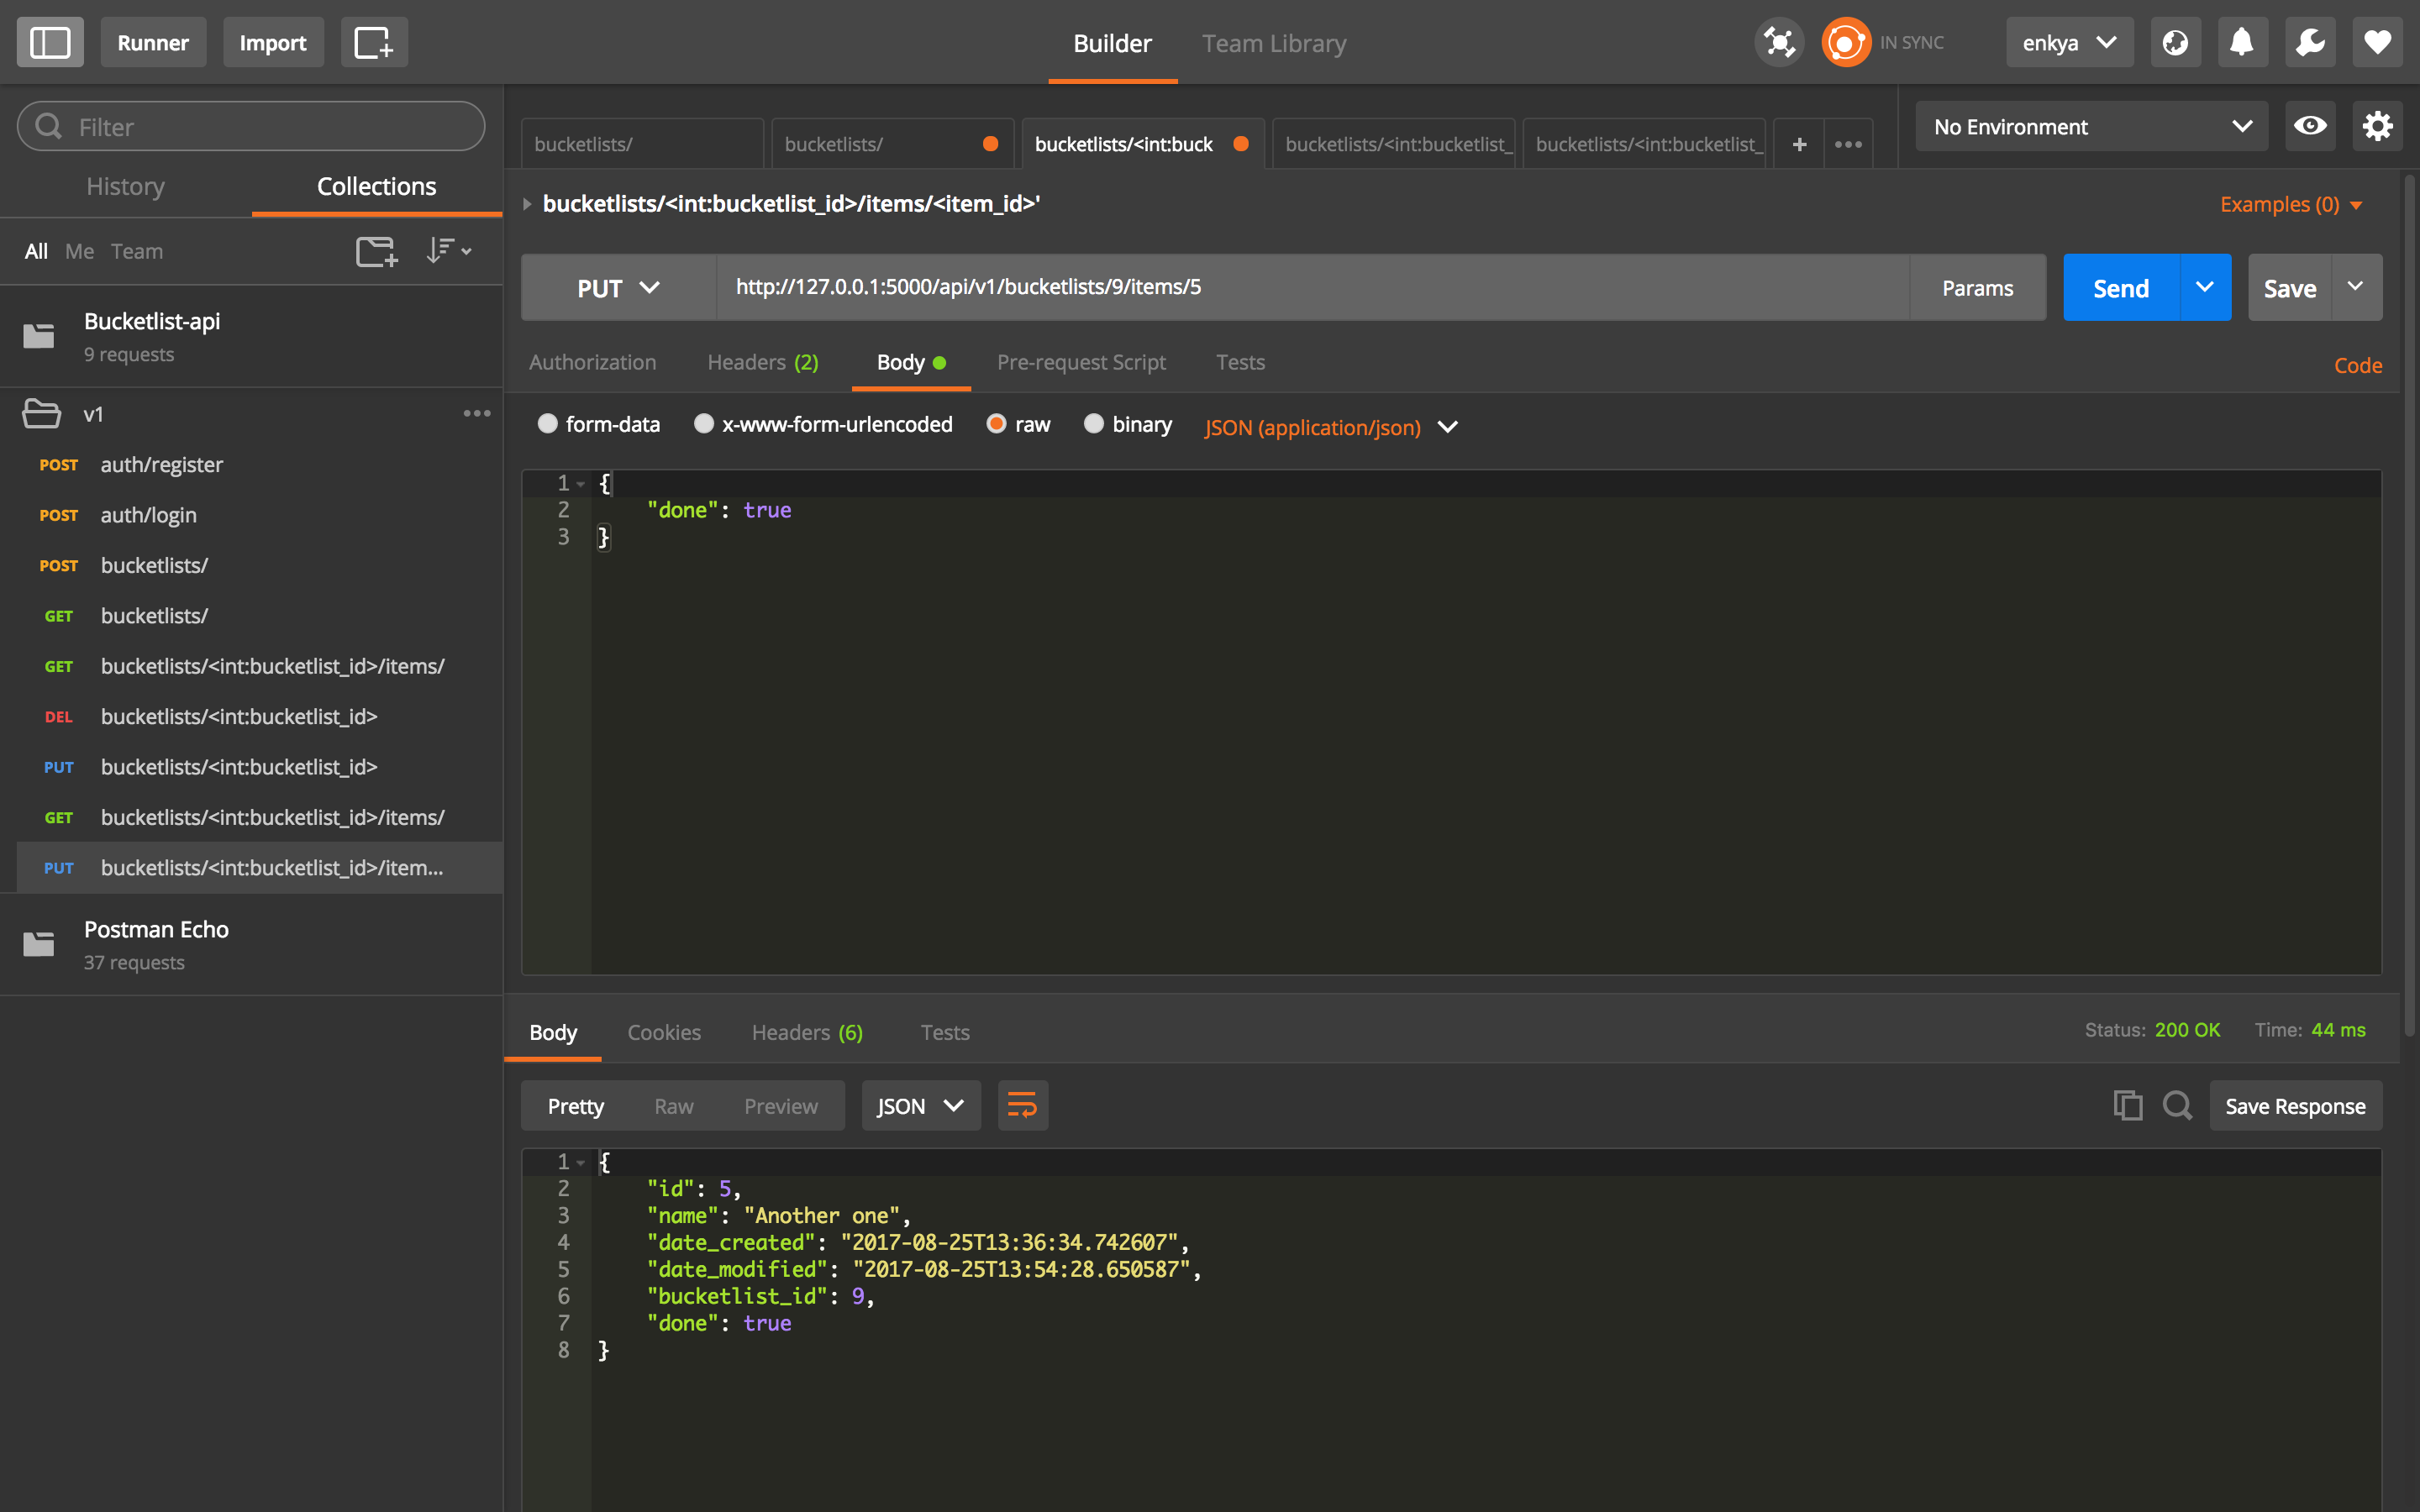 Runner
Import
Builder
Team Library
IN SYNC
enkya
Filter
History
Collections
All Me Team
Bucketlist-api
9 requests
v1
POST auth/register
POST auth/login
POST bucketlists/
GET bucketlists/
GET bucketlists/<int:bucketlist_id>/items/
DEL bucketlists/<int:bucketlist_id>
PUT bucketlists/<int:bucketlist_id>
GET bucketlists/<int:bucketlist_id>/items/
PUT bucketlists/<int:bucketlist_id>/item...
Postman Echo
37 requests
bucketlists/
bucketlists/
bucketlists/<int:buck
bucketlists/<int:bucketlist_
bucketlists/<int:bucketlist_
+
No Environment
bucketlists/<int:bucketlist_id>/items/<item_id>'
Examples (0)
PUT
http://127.0.0.1:5000/api/v1/bucketlists/9/items/5
Params
Send
Save
Authorization
Headers (2)
Body
Pre-request Script
Tests
Code
form-data
x-www-form-urlencoded
raw
binary
JSON (application/json)
1 {
2 "done": true
3 }
Body
Cookies
Headers (6)
Tests
Status: 200 OK
Time: 44 ms
Pretty
Raw
Preview
JSON
Save Response
1 {
2 "id": 5,
3 "name": "Another one",
4 "date_created": "2017-08-25T13:36:34.742607",
5 "date_modified": "2017-08-25T13:54:28.650587",
6 "bucketlist_id": 9,
7 "done": true
8 }